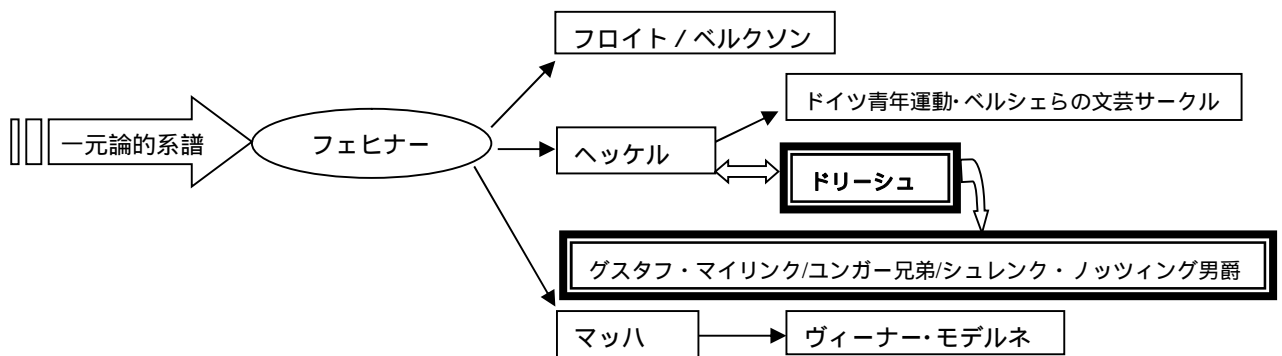 フロイト / ベルクソン
ドイツ青年運動・ベルシェらの文芸サークル
一元論的系譜
フェヒナー
ヘッケル
ドリーシュ
グスタフ・マイリンク/ユンガー兄弟/シュレンク・ノッツィング男爵
マッハ
ヴィーナー・モデルネ